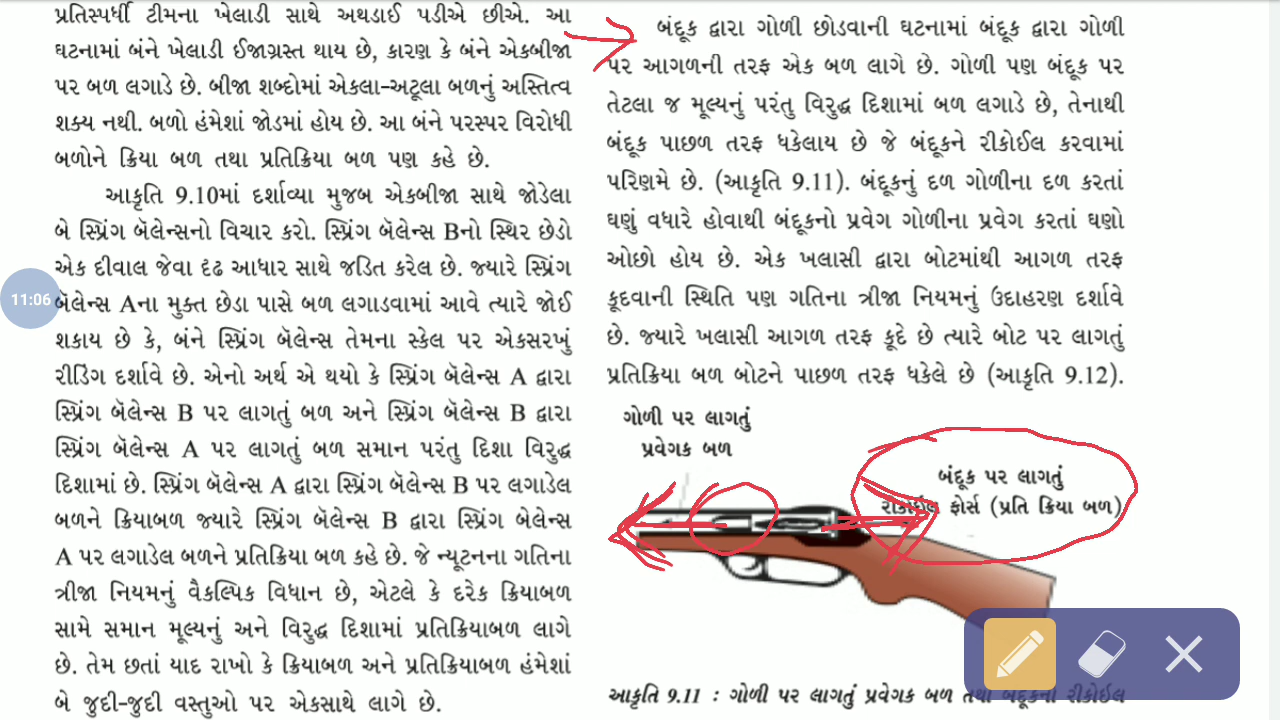 પ્રતિસ્પર્ધી ટીમના ખેલાડી સાથે અથડાઈ પડીએ છીએ. આ
ઘટનામાં બંને ખેલાડી ઈજાગ્રસ્ત થાય છે, કારણ કે બંને એકબીજા
પર બળ લગાડે છે. બીજા શબ્દોમાં એકલા-અટૂલા બળનું અસ્તિત્વ
શક્ય નથી. બળો હંમેશાં જોડમાં હોય છે. આ બંને પરસ્પર વિરોધી
બળોને ક્રિયા બળ તથા પ્રતિક્રિયા બળ પણ કહે છે.
આકૃતિ 9.10માં દર્શાવ્યા મુજબ એકબીજા સાથે જોડેલા
બે સ્પ્રિંગ બૅલેન્સનો વિચાર કરો. સ્પ્રિંગ બૅલેન્સ Bનો સ્થિર છેડો
એક દીવાલ જેવા દૃઢ આધાર સાથે જડિત કરેલ છે. જ્યારે સ્પ્રિંગ
બૅલેન્સ Aના મુક્ત છેડા પાસે બળ લગાડવામાં આવે ત્યારે જોઈ
શકાય છે કે, બંને સ્પ્રિંગ બૅલેન્સ તેમના સ્કેલ પર એકસરખું
રીડિંગ દર્શાવે છે. એનો અર્થ એ થયો કે સ્પ્રિંગ બૅલેન્સ A દ્વારા
સ્પ્રિંગ બૅલેન્સ B પર લાગતું બળ અને સ્પ્રિંગ બૅલેન્સ B દ્વારા
સ્પ્રિંગ બૅલેન્સ A પર લાગતું બળ સમાન પરંતુ દિશા વિરુદ્ધ
દિશામાં છે. સ્પ્રિંગ બૅલેન્સ A દ્વારા સ્પ્રિંગ બૅલેન્સ B પર લગાડેલ
બળને ક્રિયાબળ જ્યારે સ્પ્રિંગ બૅલેન્સ B દ્વારા સ્પ્રિંગ બેલેન્સ
A પર લગાડેલ બળને પ્રતિક્રિયા બળ કહે છે. જે ન્યૂટનના ગતિના
ત્રીજા નિયમનું વૈકલ્પિક વિધાન છે, એટલે કે દરેક ક્રિયાબળ
સામે સમાન મૂલ્યનું અને વિરુદ્ધ દિશામાં પ્રતિક્રિયાબળ લાગે
છે. તેમ છતાં યાદ રાખો કે ક્રિયાબળ અને પ્રતિક્રિયાબળ હંમેશાં
બે જુદી-જુદી વસ્તુઓ પર એકસાથે લાગે છે.
11:06
બંદૂક દ્વારા ગોળી છોડવાની ઘટનામાં બંદૂક દ્વારા ગોળી
પર આગળની તરફ એક બળ લાગે છે. ગોળી પણ બંદૂક પર
તેટલા જ મૂલ્યનું પરંતુ વિરુદ્ધ દિશામાં બળ લગાડે છે, તેનાથી
બંદૂક પાછળ તરફ ધકેલાય છે જે બંદૂકને રીકોઈલ કરવામાં
પરિણમે છે. (આકૃતિ 9.11). બંદૂકનું દળ ગોળીના દળ કરતાં
ઘણું વધારે હોવાથી બંદૂકનો પ્રવેગ ગોળીના પ્રવેગ કરતાં ઘણો
ઓછો હોય છે. એક ખલાસી દ્વારા બોટમાંથી આગળ તરફ
કૂદવાની સ્થિતિ પણ ગતિના ત્રીજા નિયમનું ઉદાહરણ દર્શાવે
છે. જ્યારે ખલાસી આગળ તરફ કૂદે છે ત્યારે બોટ પર લાગતું
પ્રતિક્રિયા બળ બોટને પાછળ તરફ ધકેલે છે (આકૃતિ 9.12).
ગોળી પર લાગતું
પ્રવેગક બળ
બંદૂક પર લાગતું
રીકોઈલ ફોર્સ (પ્રતિ ક્રિયા બળ)
આકૃતિ 9.11 : ગોળી પર લાગતું પ્રવેગક બળ તથા બંદૂકના રીકોઈલ